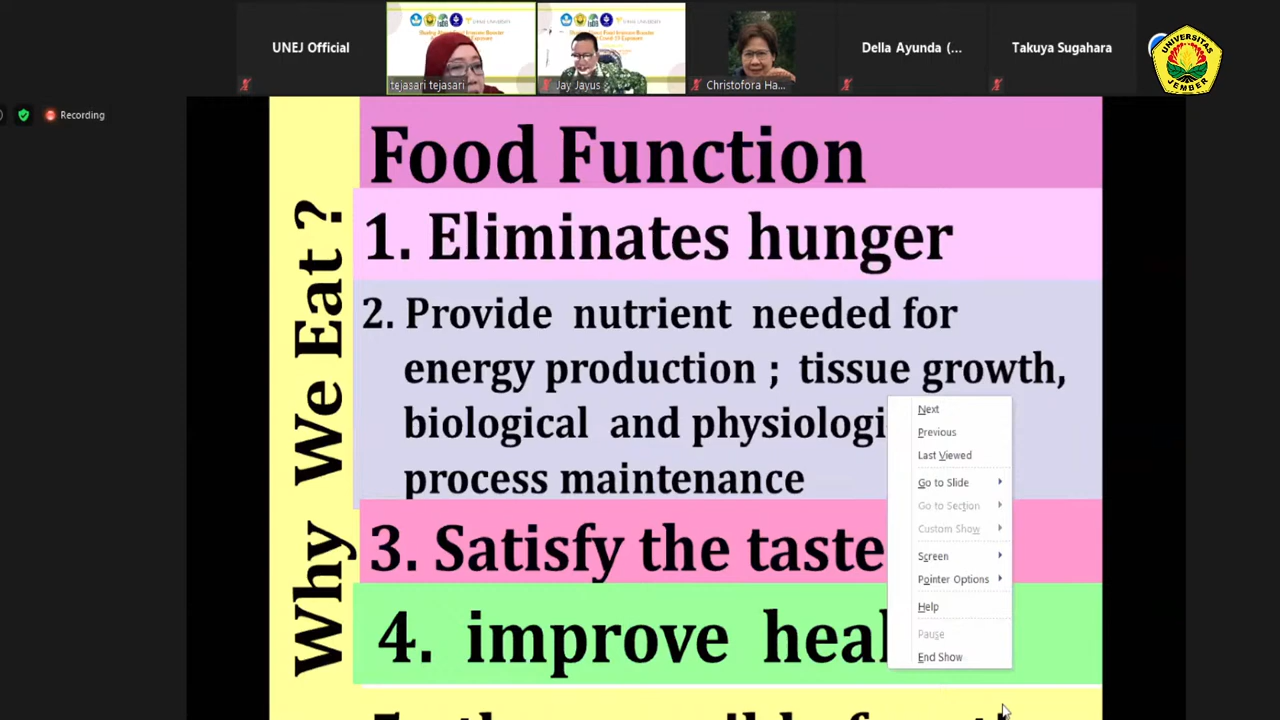 UNEJ Official
tejasari tejasari
Jay Jayus
Christofora Ha...
Della Ayunda (...
Takuya Sugahara
UNIVERSITAS
JEMBER
Recording
Why We Eat ?
Food Function
1. Eliminates hunger
2. Provide nutrient needed for
energy production ; tissue growth,
biological and physiologi
process maintenance
3. Satisfy the taste
4. improve heal
Next
Previous
Last Viewed
Go to Slide
Go to Section
Custom Show
Screen
Pointer Options
Help
Pause
End Show